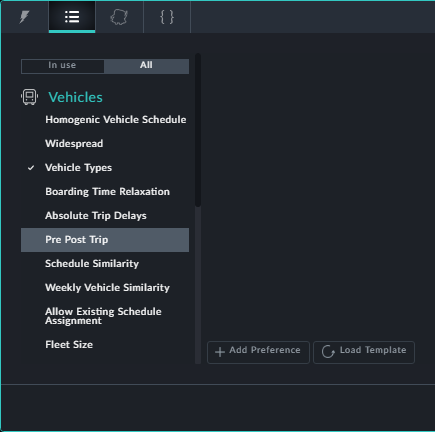 { }
In use
All
Vehicles
Homogenic Vehicle Schedule
Widespread
Vehicle Types
Boarding Time Relaxation
Absolute Trip Delays
Pre Post Trip
Schedule Similarity
Weekly Vehicle Similarity
Allow Existing Schedule
Assignment
Fleet Size
+ Add Preference
Load Template